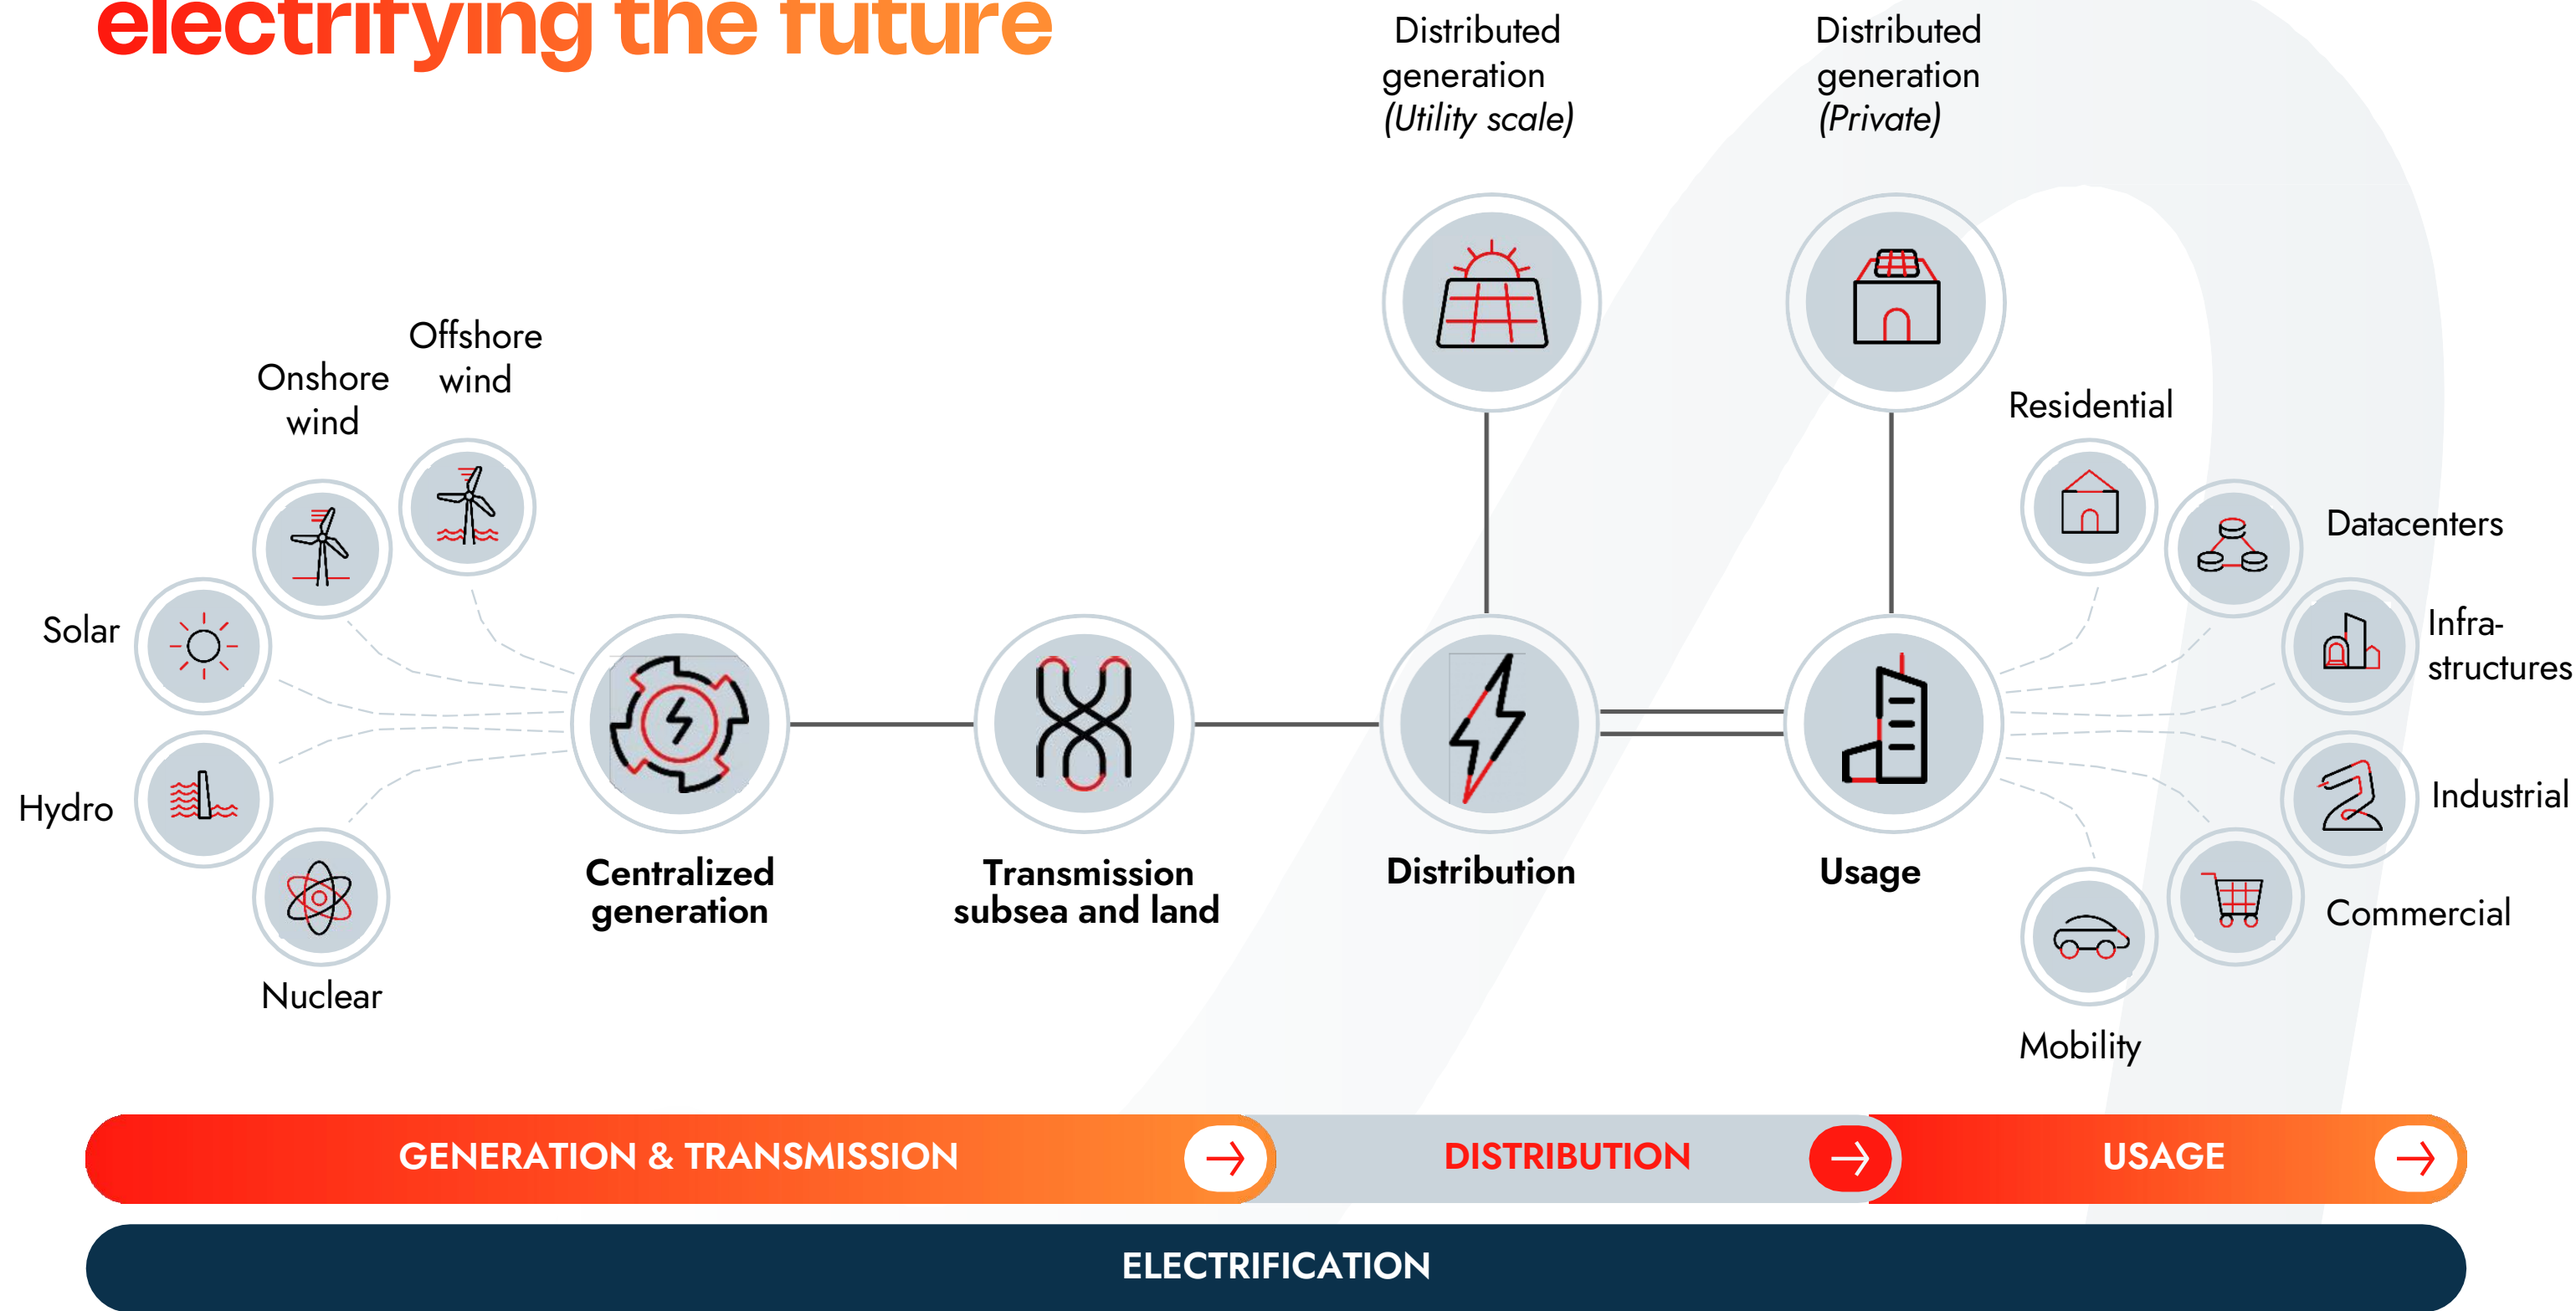 electrifying the future
Distributed
generation
(Utility scale)
Distributed
generation
(Private)
Offshore
wind
Onshore
wind
Solar
Hydro
Nuclear
Residential
Datacenters
Infra-
structures
Industrial
Commercial
Mobility
Centralized
generation
Transmission
subsea and land
Distribution
Usage
GENERATION & TRANSMISSION
DISTRIBUTION
USAGE
ELECTRIFICATION